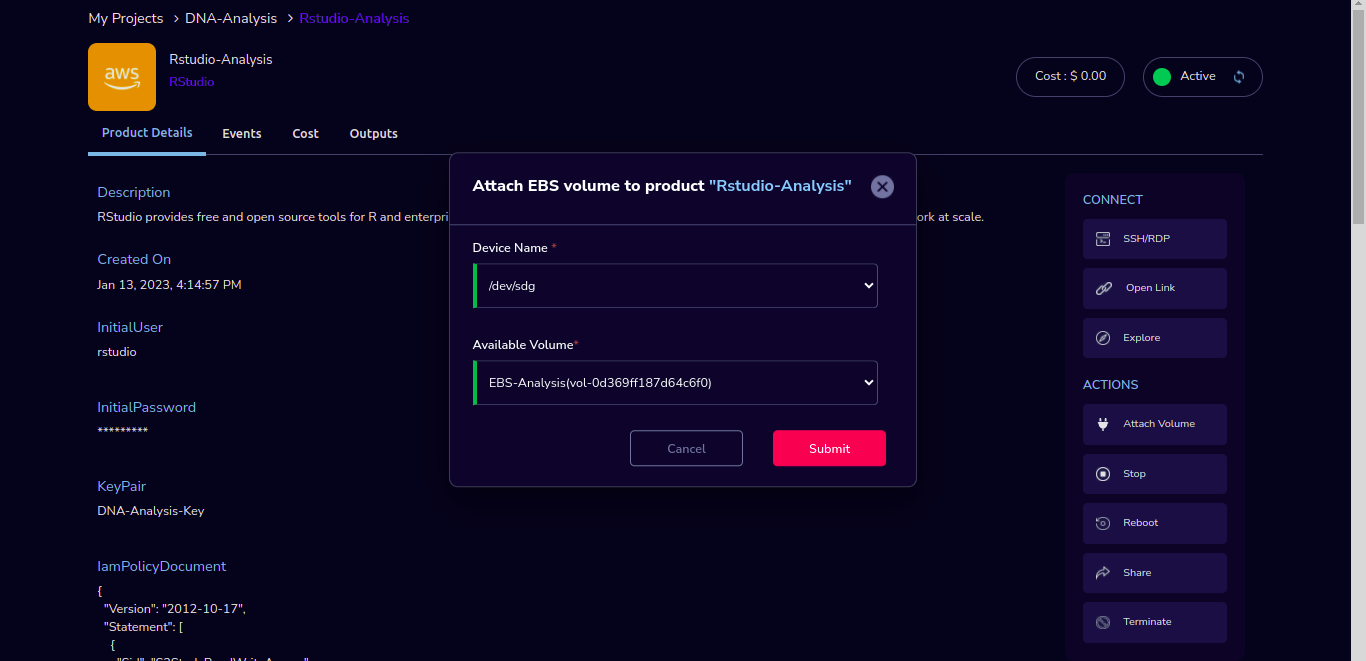 My Projects > DNA-Analysis > Rstudio-Analysis
aws
Rstudio-Analysis
RStudio
Cost : $ 0.00
Active
Product Details
Events
Cost
Outputs
Description
RStudio provides free and open source tools for R and enterpri
ork at scale.
Created On
Jan 13, 2023, 4:14:57 PM
InitialUser
rstudio
InitialPassword
*********
KeyPair
DNA-Analysis-Key
IamPolicyDocument
{
"Version": "2012-10-17",
"Statement": [
{
Attach EBS volume to product "Rstudio-Analysis"
Device Name *
/dev/sdg
Available Volume*
EBS-Analysis(vol-0d369ff187d64c6f0)
Cancel
Submit
CONNECT
SSH/RDP
Open Link
Explore
ACTIONS
Attach Volume
Stop
Reboot
Share
Terminate